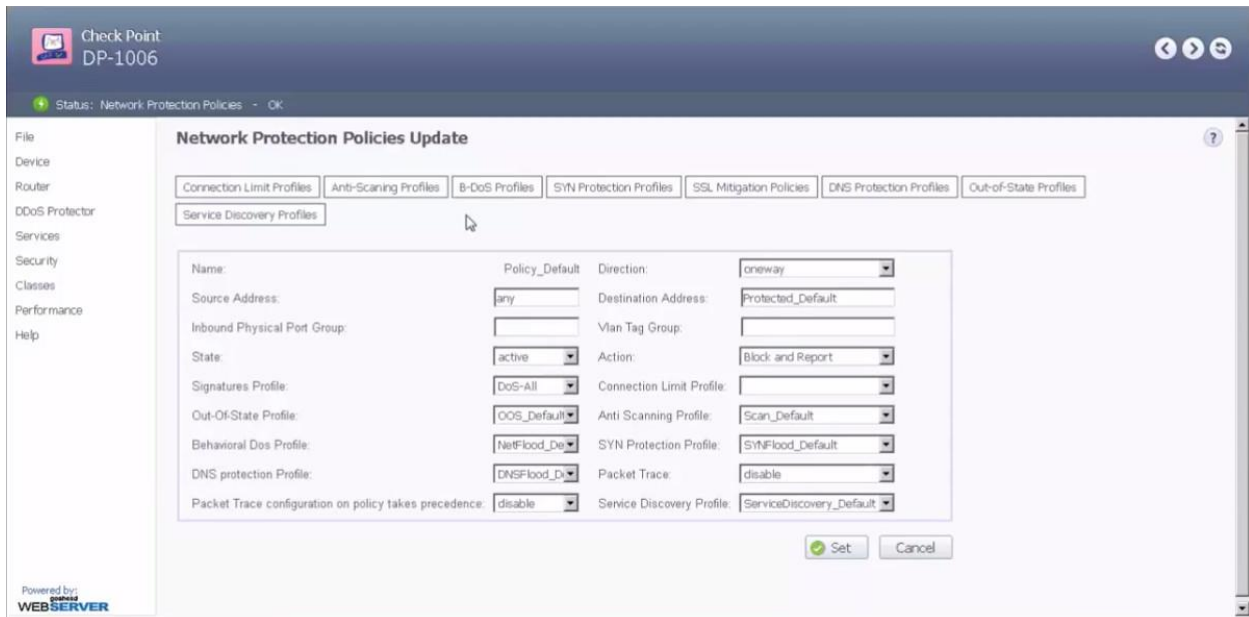 Check Point
DP-1006
Status: Network Protection Policies - OK
File
Device
Router
DDoS Protector
Services
Security
Classes
Performance
Help
Powered by:
goahead
WEBSERVER
Network Protection Policies Update
?
Connection Limit Profiles Anti-Scaning Profiles B-DoS Profiles SYN Protection Profiles SSL Mitigation Policies DNS Protection Profiles Out-of-State Profiles
Service Discovery Profiles
Name: Policy_Default Direction: oneway
Source Address: any Destination Address: Protected_Default
Inbound Physical Port Group: Vlan Tag Group:
State: active Action: Block and Report
Signatures Profile: DoS-All Connection Limit Profile:
Out-Of-State Profile: OOS_Default Anti Scanning Profile: Scan_Default
Behavioral Dos Profile: NetFlood_De SYN Protection Profile: SYNFlood_Default
DNS protection Profile: DNSFlood_D Packet Trace: disable
Packet Trace configuration on policy takes precedence: disable Service Discovery Profile: ServiceDiscovery_Default
Set Cancel